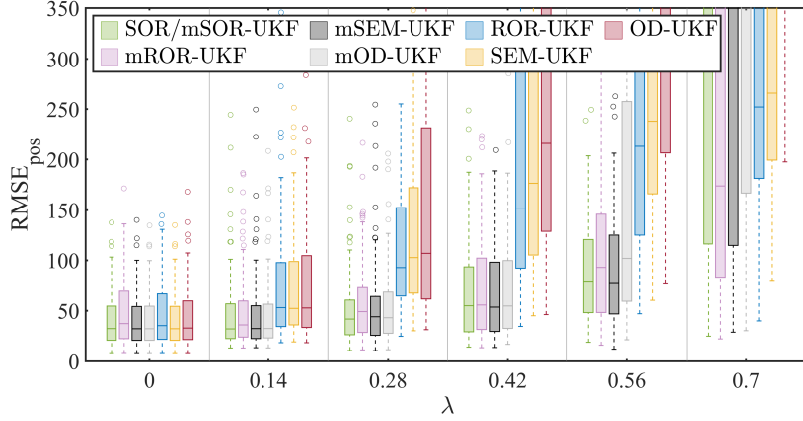 350
300
250
200
150
100
50
0
RMSE_pos
SOR/mSOR-UKF mSEM-UKF ROR-UKF OD-UKF
mROR-UKF mOD-UKF SEM-UKF
0 0.14 0.28 0.42 0.56 0.7
λ